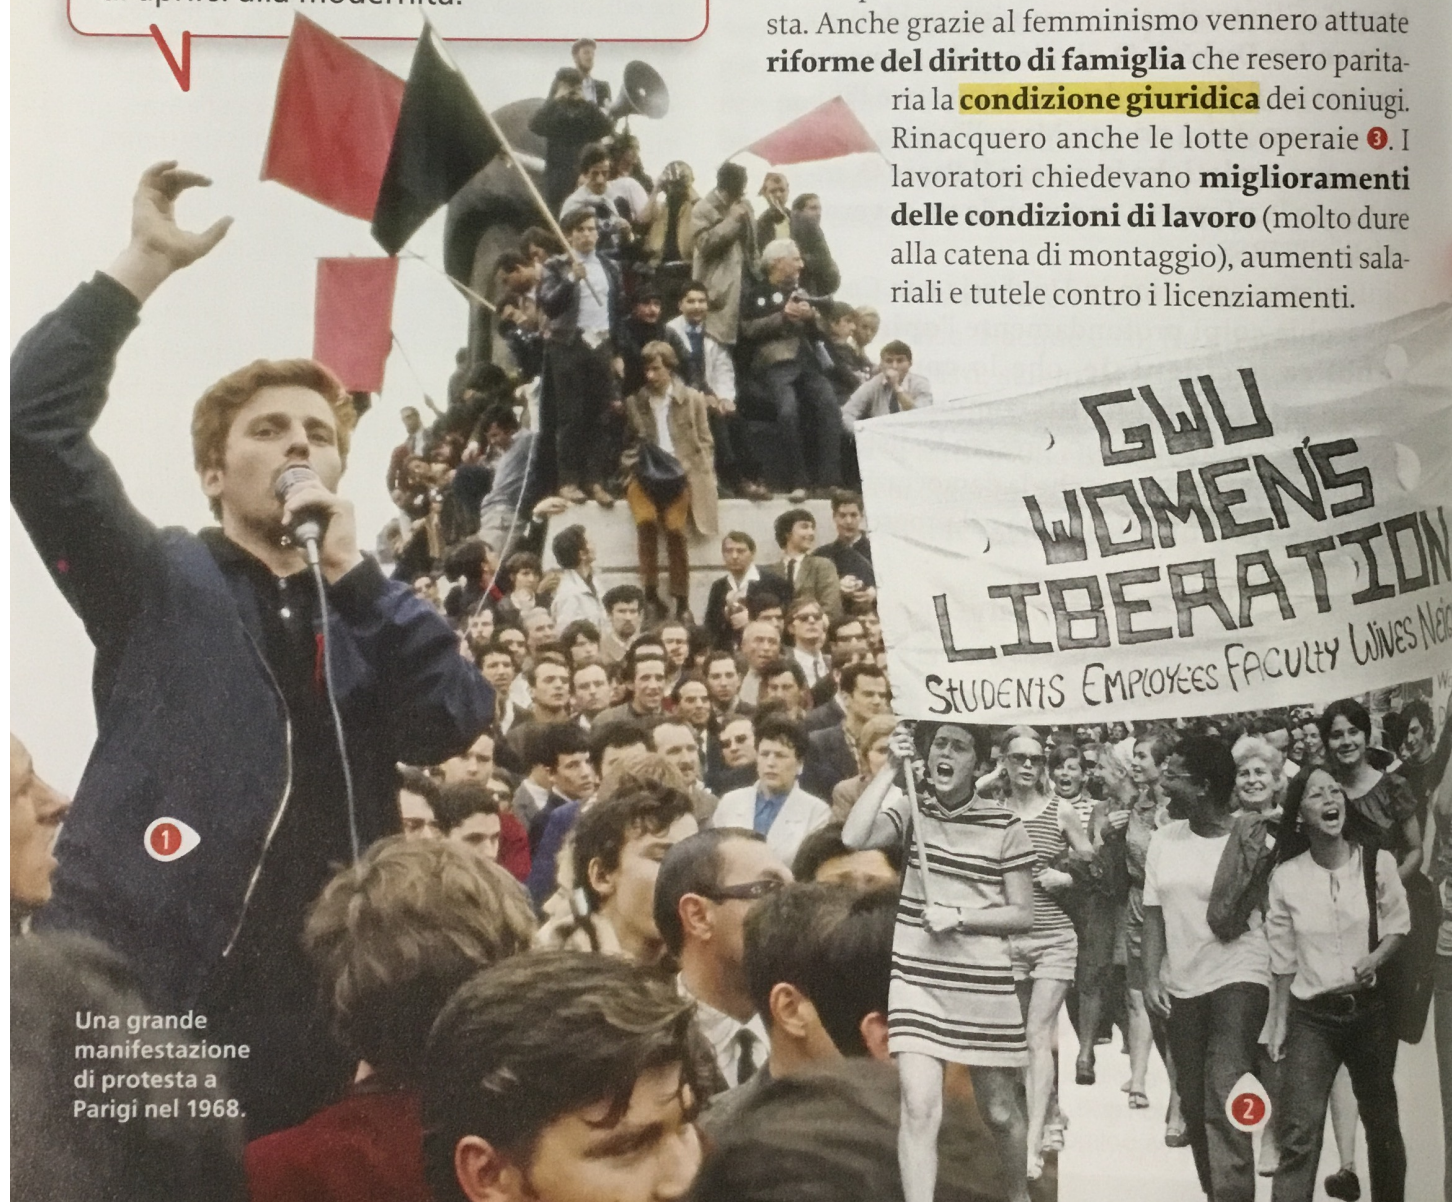 sta. Anche grazie al femminismo vennero attuate
riforme del diritto di famiglia che resero parita-
ria la condizione giuridica dei coniugi.
Rinacquero anche le lotte operaie 3. I
lavoratori chiedevano miglioramenti
delle condizioni di lavoro (molto dure
alla catena di montaggio), aumenti sala-
riali e tutele contro i licenziamenti.
GWU
WOMEN'S
LIBERATION
STUDENTS EMPLOYEES FACULTY WIVES
1
Una grande
manifestazione
di protesta a
Parigi nel 1968.
2